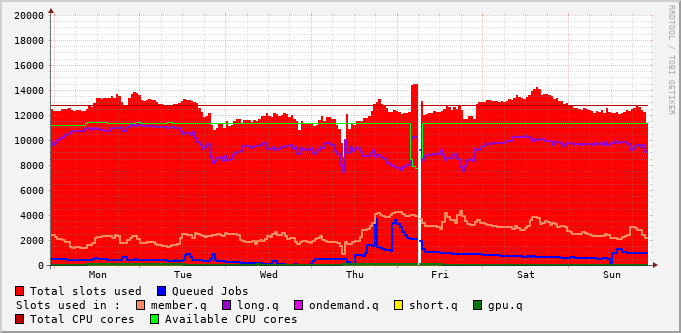 RRDTOOL / TOBI OETIKER
20000
18000
16000
14000
12000
10000
8000
6000
4000
2000
0
Mon Tue Wed Thu Fri Sat Sun
Total slots used Queued Jobs
Slots used in : member.q long.q ondemand.q short.q gpu.q
Total CPU cores Available CPU cores